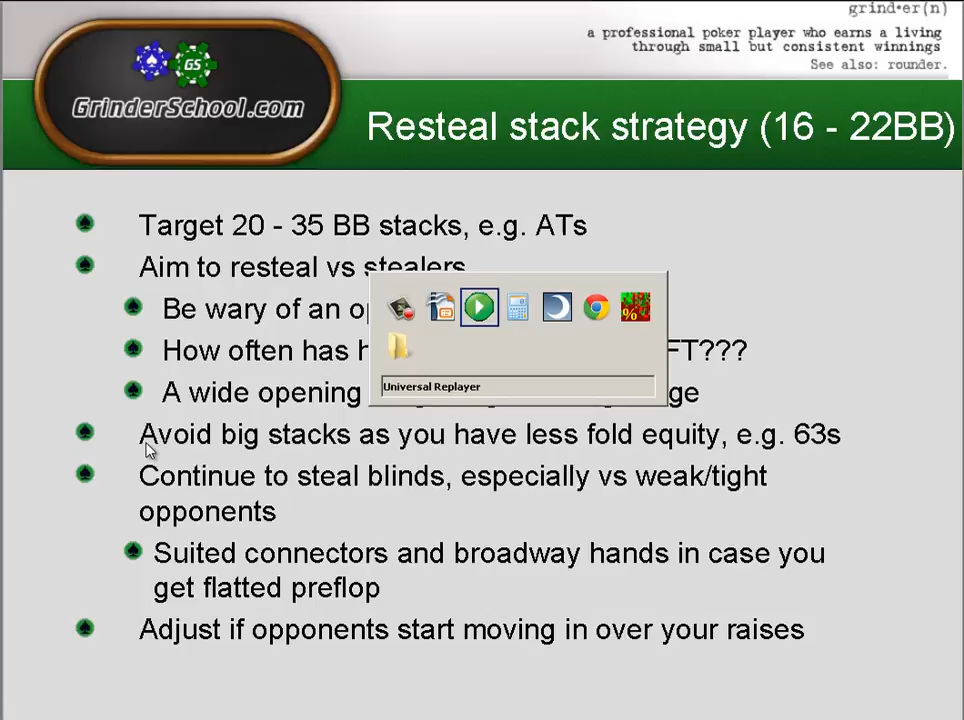 grind•er(n)
a professional poker player who earns a living
through small but consistent winnings
See also: rounder.
GS
GrinderSchool.com
Resteal stack strategy (16 - 22BB)
Target 20 - 35 BB stacks, e.g. ATs
Aim to resteal vs stealers
Be wary of an
How often has FT???
A wide opening
Avoid big stacks as you have less fold equity, e.g. 63s
Continue to steal blinds, especially vs weak/tight
opponents
Suited connectors and broadway hands in case you
get flatted preflop
Adjust if opponents start moving in over your raises
%
Universal Replayer